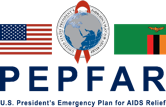 PEPFAR
U.S. President's Emergency Plan for AIDS Relief